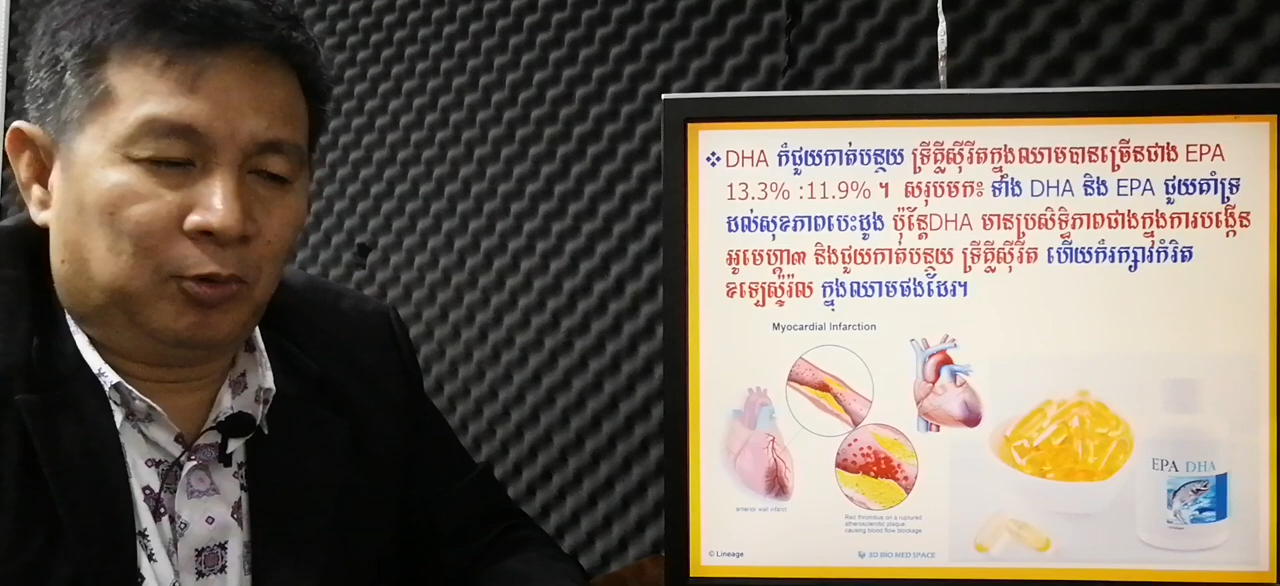 ❖DHA ក៏ជួយកាត់បន្ថយ ទ្រីគ្លីស៊ីរីតក្នុងឈាមបានច្រើនជាង EPA
13.3% :11.9% ។ សរុបមក៖ ទាំង DHA និង EPA ជួយគាំទ្រ
ដល់សុខភាពបេះដូង ប៉ុន្តែDHA មានប្រសិទ្ធិភាពជាងក្នុងការបង្កើន
អូមេហ្គា៣ និងជួយកាត់បន្ថយ ទ្រីគ្លីស៊ីរីត ហើយក៏រក្សាវកំរិត
ខឡេស្ទ័រ៉ល ក្នុងឈាមផងដែរ។
Myocardial Infarction
EPA DHA
anterior wall infarct
Red thrombus on a ruptured
atherosclerotic plaque,
causing blood flow blockage
© Lineage
3D BIO MED SPACE